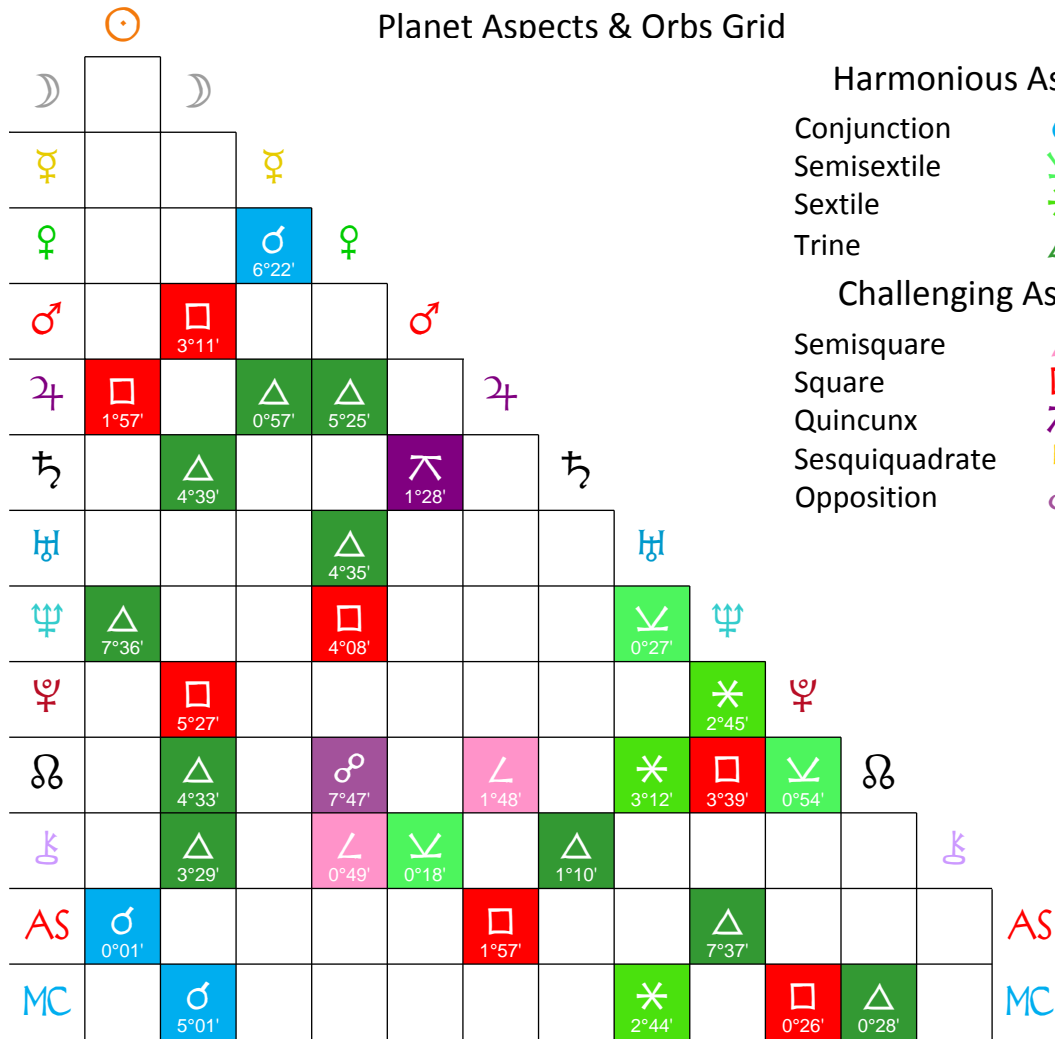 ☉ Planet Aspects & Orbs Grid
☽ ☽ Harmonious As
Conjunction ☌
☿ ☿ Semisextile ⚺
Sextile ⚹
♀ ☌ 6°22' ♀ Trine △
♂ □ 3°11' ♂ Challenging As
Semisquare ∠
♃ □ 1°57' △ 0°57' △ 5°25' ♃ Square □
Quincunx ⚻
♄ △ 4°39' ⚻ 1°28' ♄ Sesquiquadrate
Opposition ☍
♅ △ 4°35' ♅
♆ △ 7°36' □ 4°08' ⚺ 0°27' ♆
♇ □ 5°27' ⚹ 2°45' ♇
☊ △ 4°33' ☍ 7°47' ∠ 1°48' ⚹ 3°12' □ 3°39' ⚺ 0°54' ☊
⚷ △ 3°29' ∠ 0°49' ⚺ 0°18' △ 1°10' ⚷
AS ☌ 0°01' □ 1°57' △ 7°37' AS
MC ☌ 5°01' ⚹ 2°44' □ 0°26' △ 0°28' MC